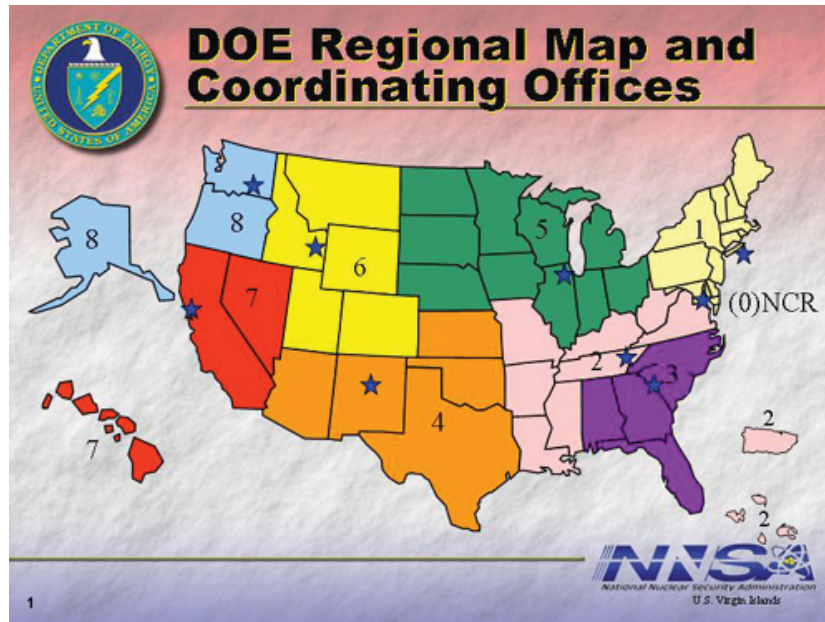 DEPARTMENT OF ENERGY
UNITED STATES OF AMERICA
DOE Regional Map and
Coordinating Offices
8
8
5
1
6
7
(0)NCR
2
3
4
7
2
2
NNSA
National Nuclear Security Administration
U.S. Virgin Islands
1